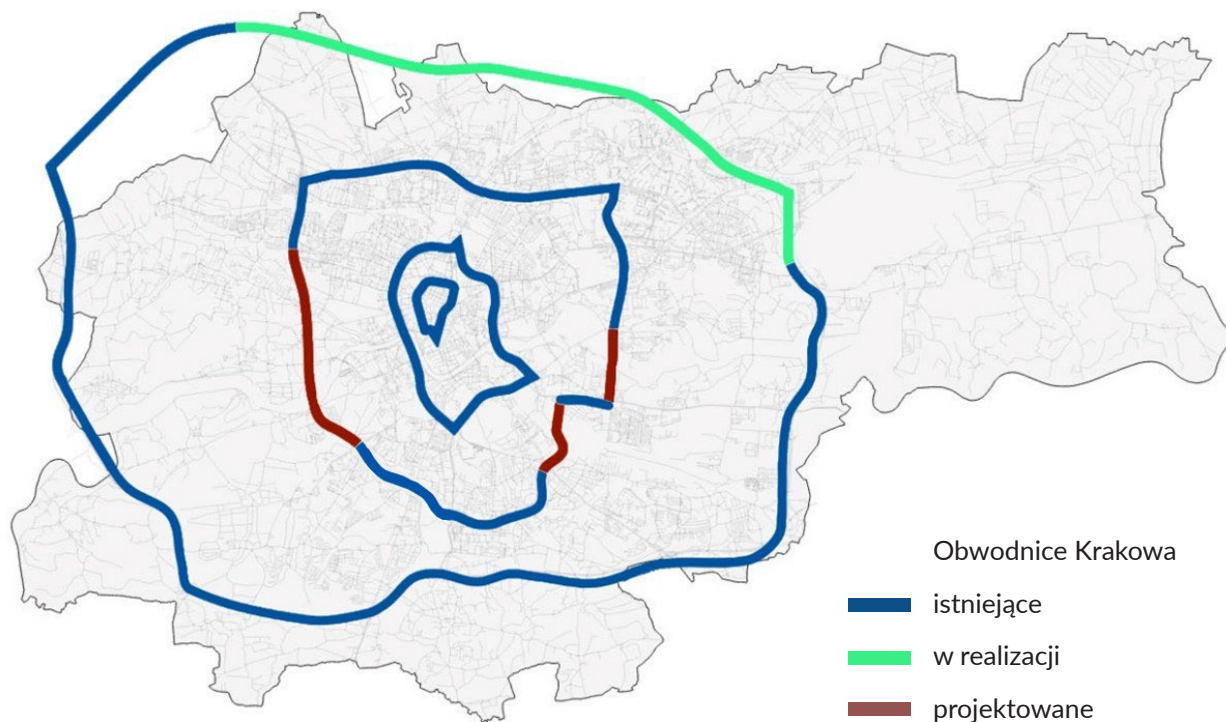 Obwodnice Krakowa
istniejące
w realizacji
projektowane